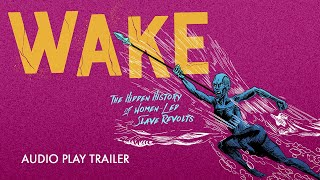 WAKE
THE HIDDEN HISTORY
OF WOMEN-LED
SLAVE REVOLTS
AUDIO PLAY TRAILER